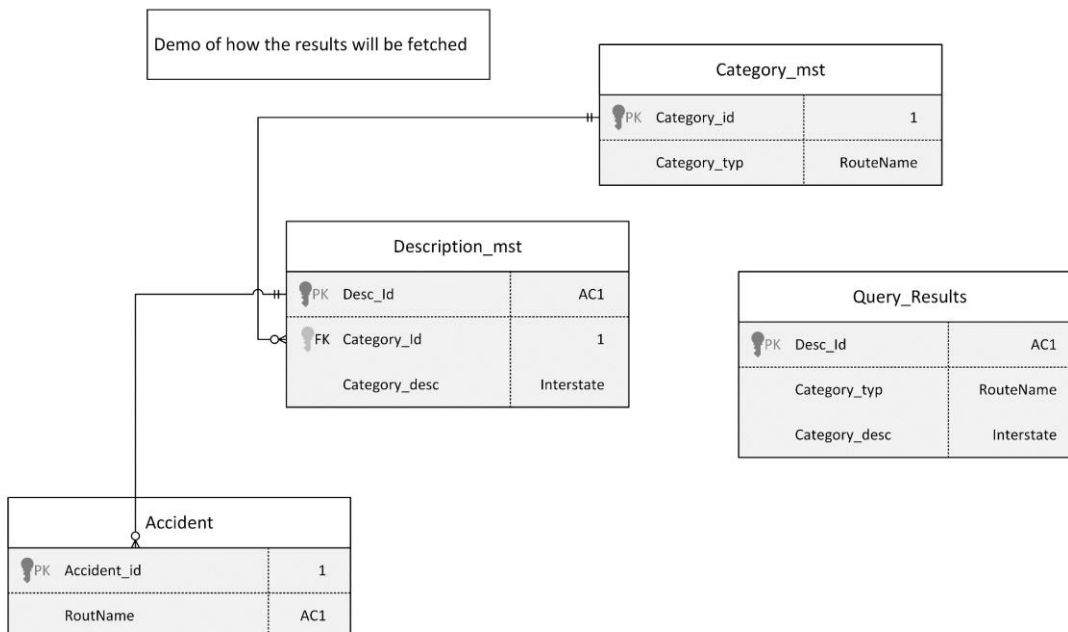 Demo of how the results will be fetched
Category_mst
PK Category_id 1
Category_typ RouteName
Description_mst
PK Desc_Id AC1
FK Category_Id 1
Category_desc Interstate
Query_Results
PK Desc_Id AC1
Category_typ RouteName
Category_desc Interstate
Accident
PK Accident_id 1
RoutName AC1